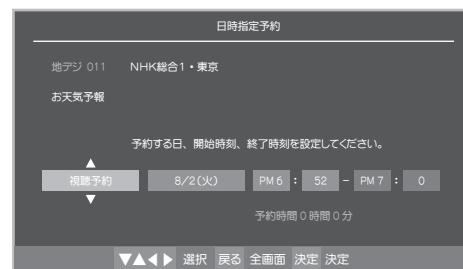 日時指定予約
地デジ 011 NHK総合1・東京
お天気予報
予約する日、開始時刻、終了時刻を設定してください。
▲
視聴予約 8/2(火) PM 6 : 52 － PM 7 : 0
▼
予約時間 0 時間 0 分
▼▲◀▶ 選択 戻る 全画面 決定 決定